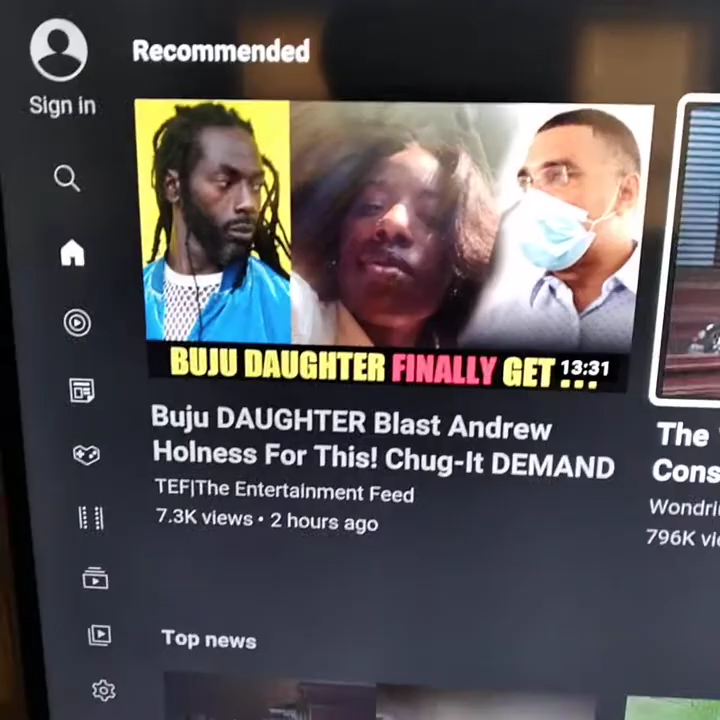 Sign in
Recommended
BUJU DAUGHTER FINALLY GET ...
13:31
Buju DAUGHTER Blast Andrew
Holness For This! Chug-It DEMAND
TEF|The Entertainment Feed
7.3K views • 2 hours ago
The
Cons
Wondri
796K vie
Top news